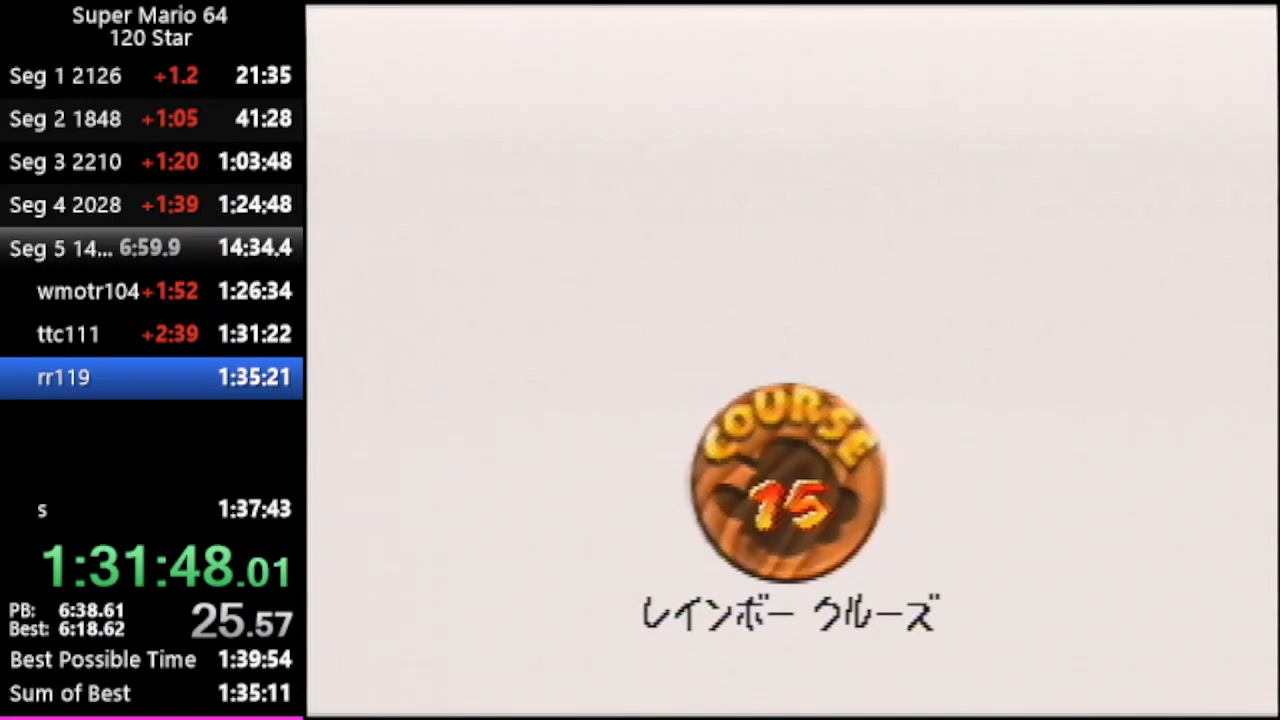 Super Mario 64
120 Star
Seg 1 2126 +1.2 21:35
Seg 2 1848 +1:05 41:28
Seg 3 2210 +1:20 1:03:48
Seg 4 2028 +1:39 1:24:48
Seg 5 14... 6:59.9 14:34.4
wmotr104 +1:52 1:26:34
ttc111 +2:39 1:31:22
rr119 1:35:21
s 1:37:43
1:31:48.01
PB: 6:38.61
Best: 6:18.62
25.57
Best Possible Time 1:39:54
Sum of Best 1:35:11
COURSE
15
レインボー クルーズ